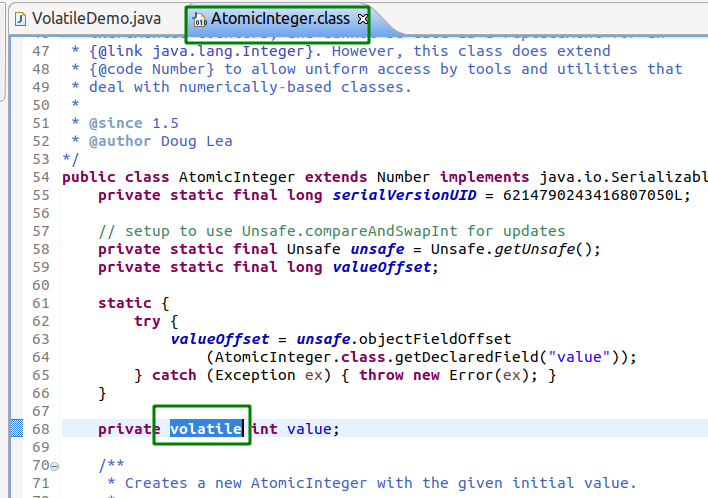 VolatileDemo.java AtomicInteger.class
47 * {@link java.lang.Integer}. However, this class does extend
48 * {@code Number} to allow uniform access by tools and utilities that
49 * deal with numerically-based classes.
50 *
51 * @since 1.5
52 * @author Doug Lea
53 */
54 public class AtomicInteger extends Number implements java.io.Serializabl
55 private static final long serialVersionUID = 6214790243416807050L;
56
57 // setup to use Unsafe.compareAndSwapInt for updates
58 private static final Unsafe unsafe = Unsafe.getUnsafe();
59 private static final long valueOffset;
60
61 static {
62 try {
63 valueOffset = unsafe.objectFieldOffset
64 (AtomicInteger.class.getDeclaredField("value"));
65 } catch (Exception ex) { throw new Error(ex); }
66 }
67
68 private volatile int value;
69
70 /**
71 * Creates a new AtomicInteger with the given initial value.
72 *